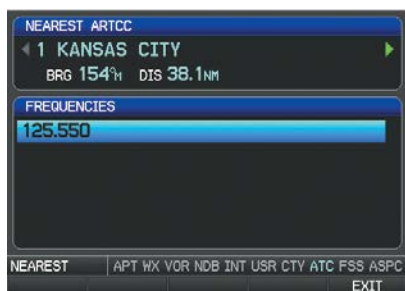 NEAREST ARTCC
1 KANSAS CITY
BRG 154°M DIS 38.1NM
FREQUENCIES
125.550
NEAREST APT WX VOR NDB INT USR CTY ATC FSS ASPC
EXIT